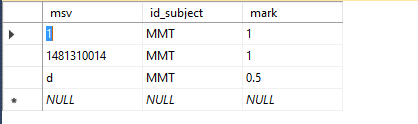 msv id_subject mark
1 MMT 1
1481310014 MMT 1
d MMT 0.5
NULL NULL NULL